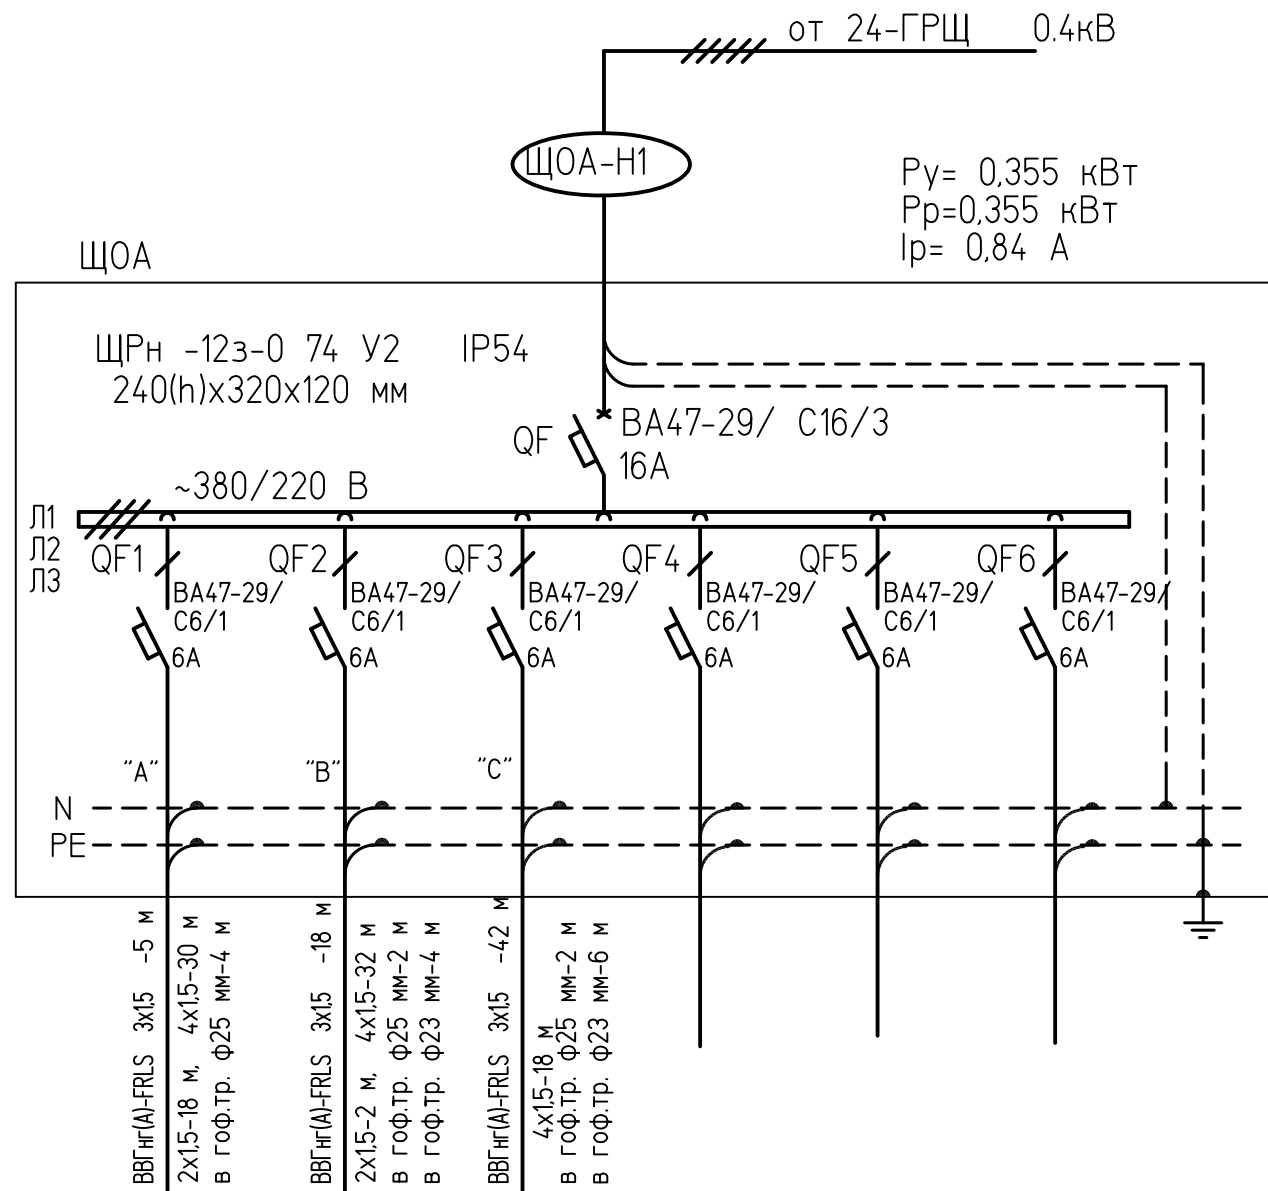 от 24-ГРЩ 0.4кВ
ЩОА-Н1
Ру= 0,355 кВт
Рр=0,355 кВт
Iр= 0,84 А
ЩОА
ЩРн -12з-0 74 У2 IP54
240(h)х320х120 мм
QF
ВА47-29/ С16/3
16А
~380/220 В
Л1
Л2
Л3
QF1
ВА47-29/
С6/1
6А
QF2
ВА47-29/
С6/1
6А
QF3
ВА47-29/
С6/1
6А
QF4
ВА47-29/
С6/1
6А
QF5
ВА47-29/
С6/1
6А
QF6
ВА47-29/
С6/1
6А
"А"
"В"
"С"
N
PE
ВВГнг(А)-FRLS 3х1,5 -5 м
2х1,5-18 м, 4х1,5-30 м
в гоф.тр. ф25 мм-4 м
ВВГнг(А)-FRLS 3х1,5 -18 м
2х1,5-2 м, 4х1,5-32 м
в гоф.тр. ф25 мм-2 м
в гоф.тр. ф23 мм-4 м
ВВГнг(А)-FRLS 3х1,5 -42 м
4х1,5-18 м
в гоф.тр. ф25 мм-2 м
в гоф.тр. ф23 мм-6 м